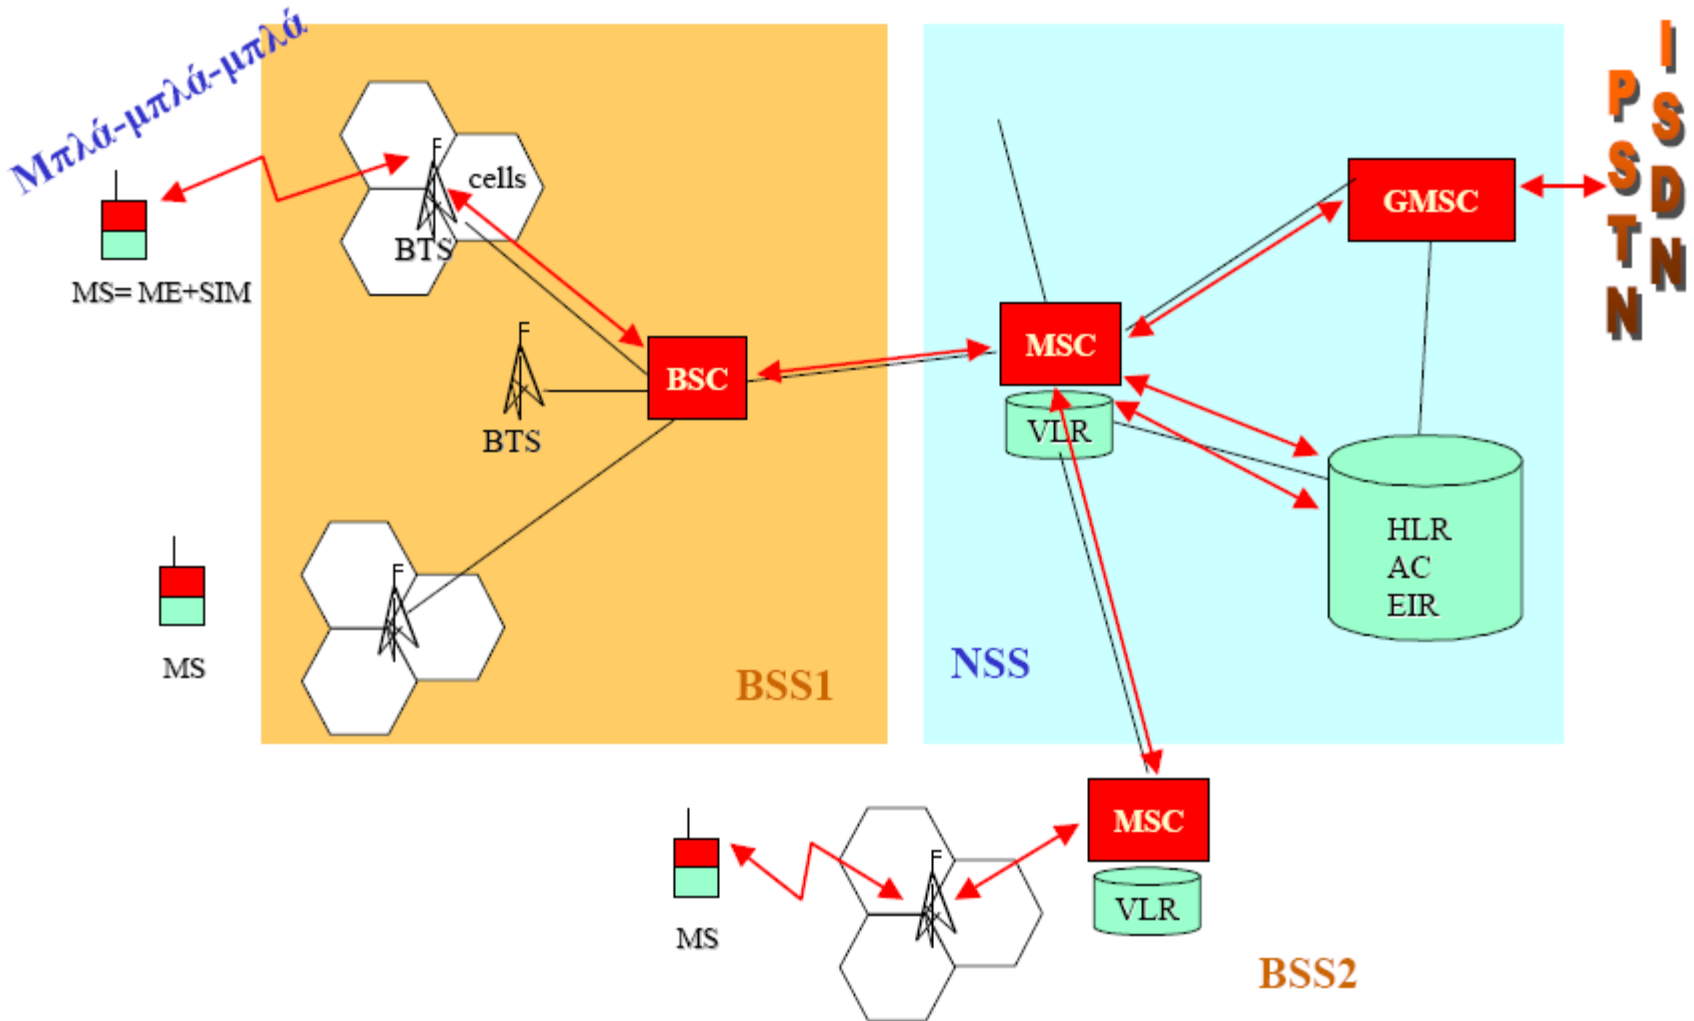 Μπλά-μπλά-μπλά
MS= ME+SIM
cells
BTS
BTS
BSC
MS
BSS1
MSC
VLR
GMSC
PSTN
ISDN
HLR
AC
EIR
NSS
MS
MSC
VLR
BSS2